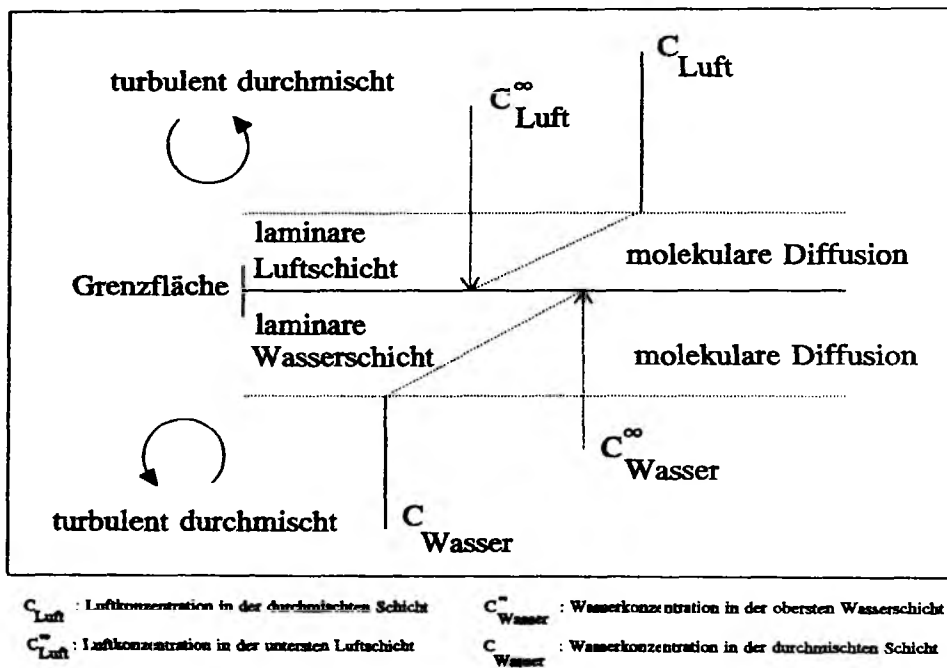 turbulent durchmischt
C Luft
C∞ Luft
laminare
Luftschicht
molekulare Diffusion
Grenzfläche
laminare
Wasserschicht
molekulare Diffusion
C∞ Wasser
turbulent durchmischt
C Wasser
C Luft : Luftkonzentration in der durchmischten Schicht
C∞ Wasser : Wasserkonzentration in der obersten Wasserschicht
C∞ Luft : Luftkonzentration in der untersten Luftschicht
C Wasser : Wasserkonzentration in der durchmischten Schicht